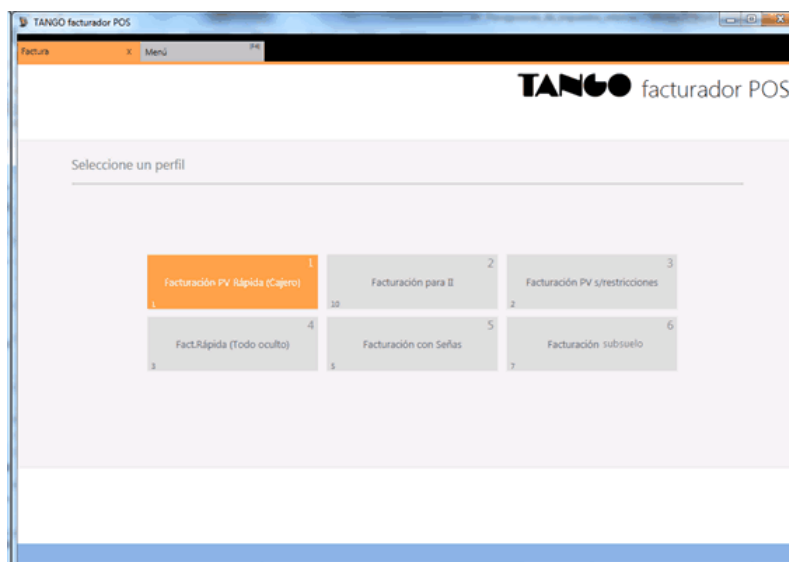 TANGO facturador POS
Factura X Menú [F4]
TANGO facturador POS
Seleccione un perfil
1
Facturación PV Rápida (Cajero)
1
2
Facturación para II
10
3
Facturación PV s/restricciones
2
4
Fact.Rápida (Todo oculto)
3
5
Facturación con Señas
5
6
Facturación subsuelo
7